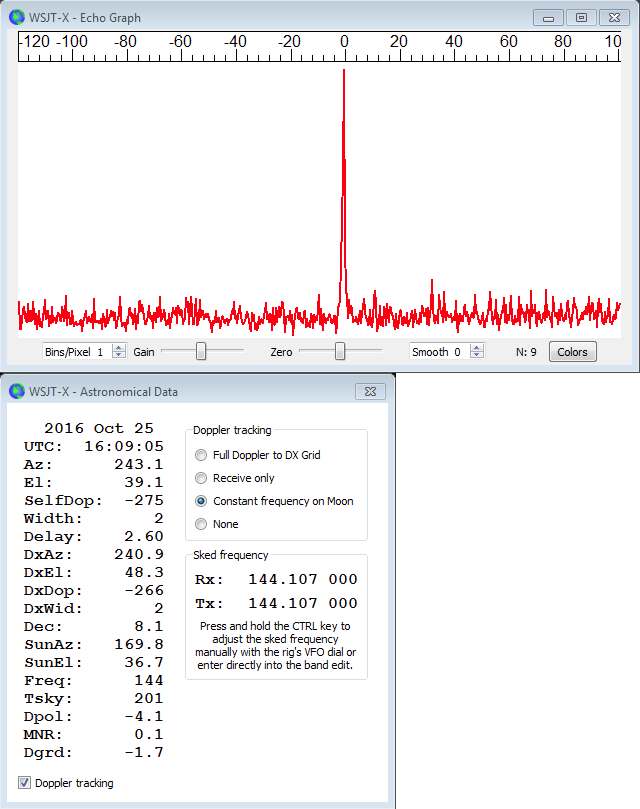 WSJT-X - Echo Graph
-120 -100 -80 -60 -40 -20 0 20 40 60 80 10
Bins/Pixel 1 Gain Zero Smooth 0 N: 9 Colors
WSJT-X - Astronomical Data
2016 Oct 25
UTC: 16:09:05
Az: 243.1
El: 39.1
SelfDop: -275
Width: 2
Delay: 2.60
DxAz: 240.9
DxEl: 48.3
DxDop: -266
DxWid: 2
Dec: 8.1
SunAz: 169.8
SunEl: 36.7
Freq: 144
Tsky: 201
Dpol: -4.1
MNR: 0.1
Dgrd: -1.7
Doppler tracking
Doppler tracking
Full Doppler to DX Grid
Receive only
Constant frequency on Moon
None
Sked frequency
Rx: 144.107 000
Tx: 144.107 000
Press and hold the CTRL key to
adjust the sked frequency
manually with the rig's VFO dial or
enter directly into the band edit.